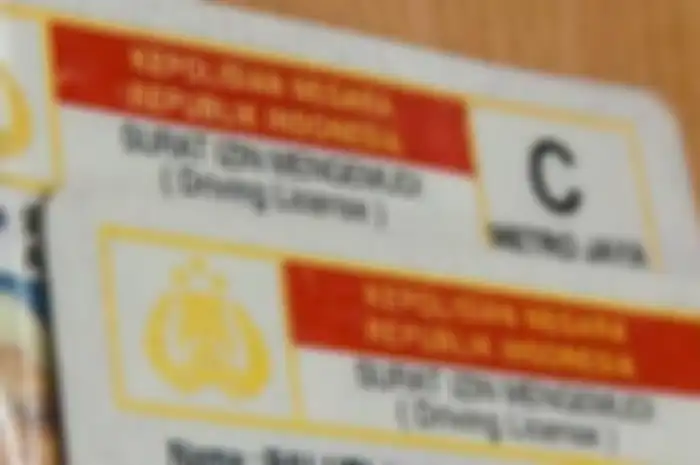 KEPOLISIAN NEGARA
REPUBLIK INDONESIA
SURAT IZIN MENGEMUDI
( Driving License )
C
METRO JAYA
KEPOLISIAN NEGARA
REPUBLIK INDONESIA
SURAT IZIN MENGEMUDI
( Driving License )
Nama